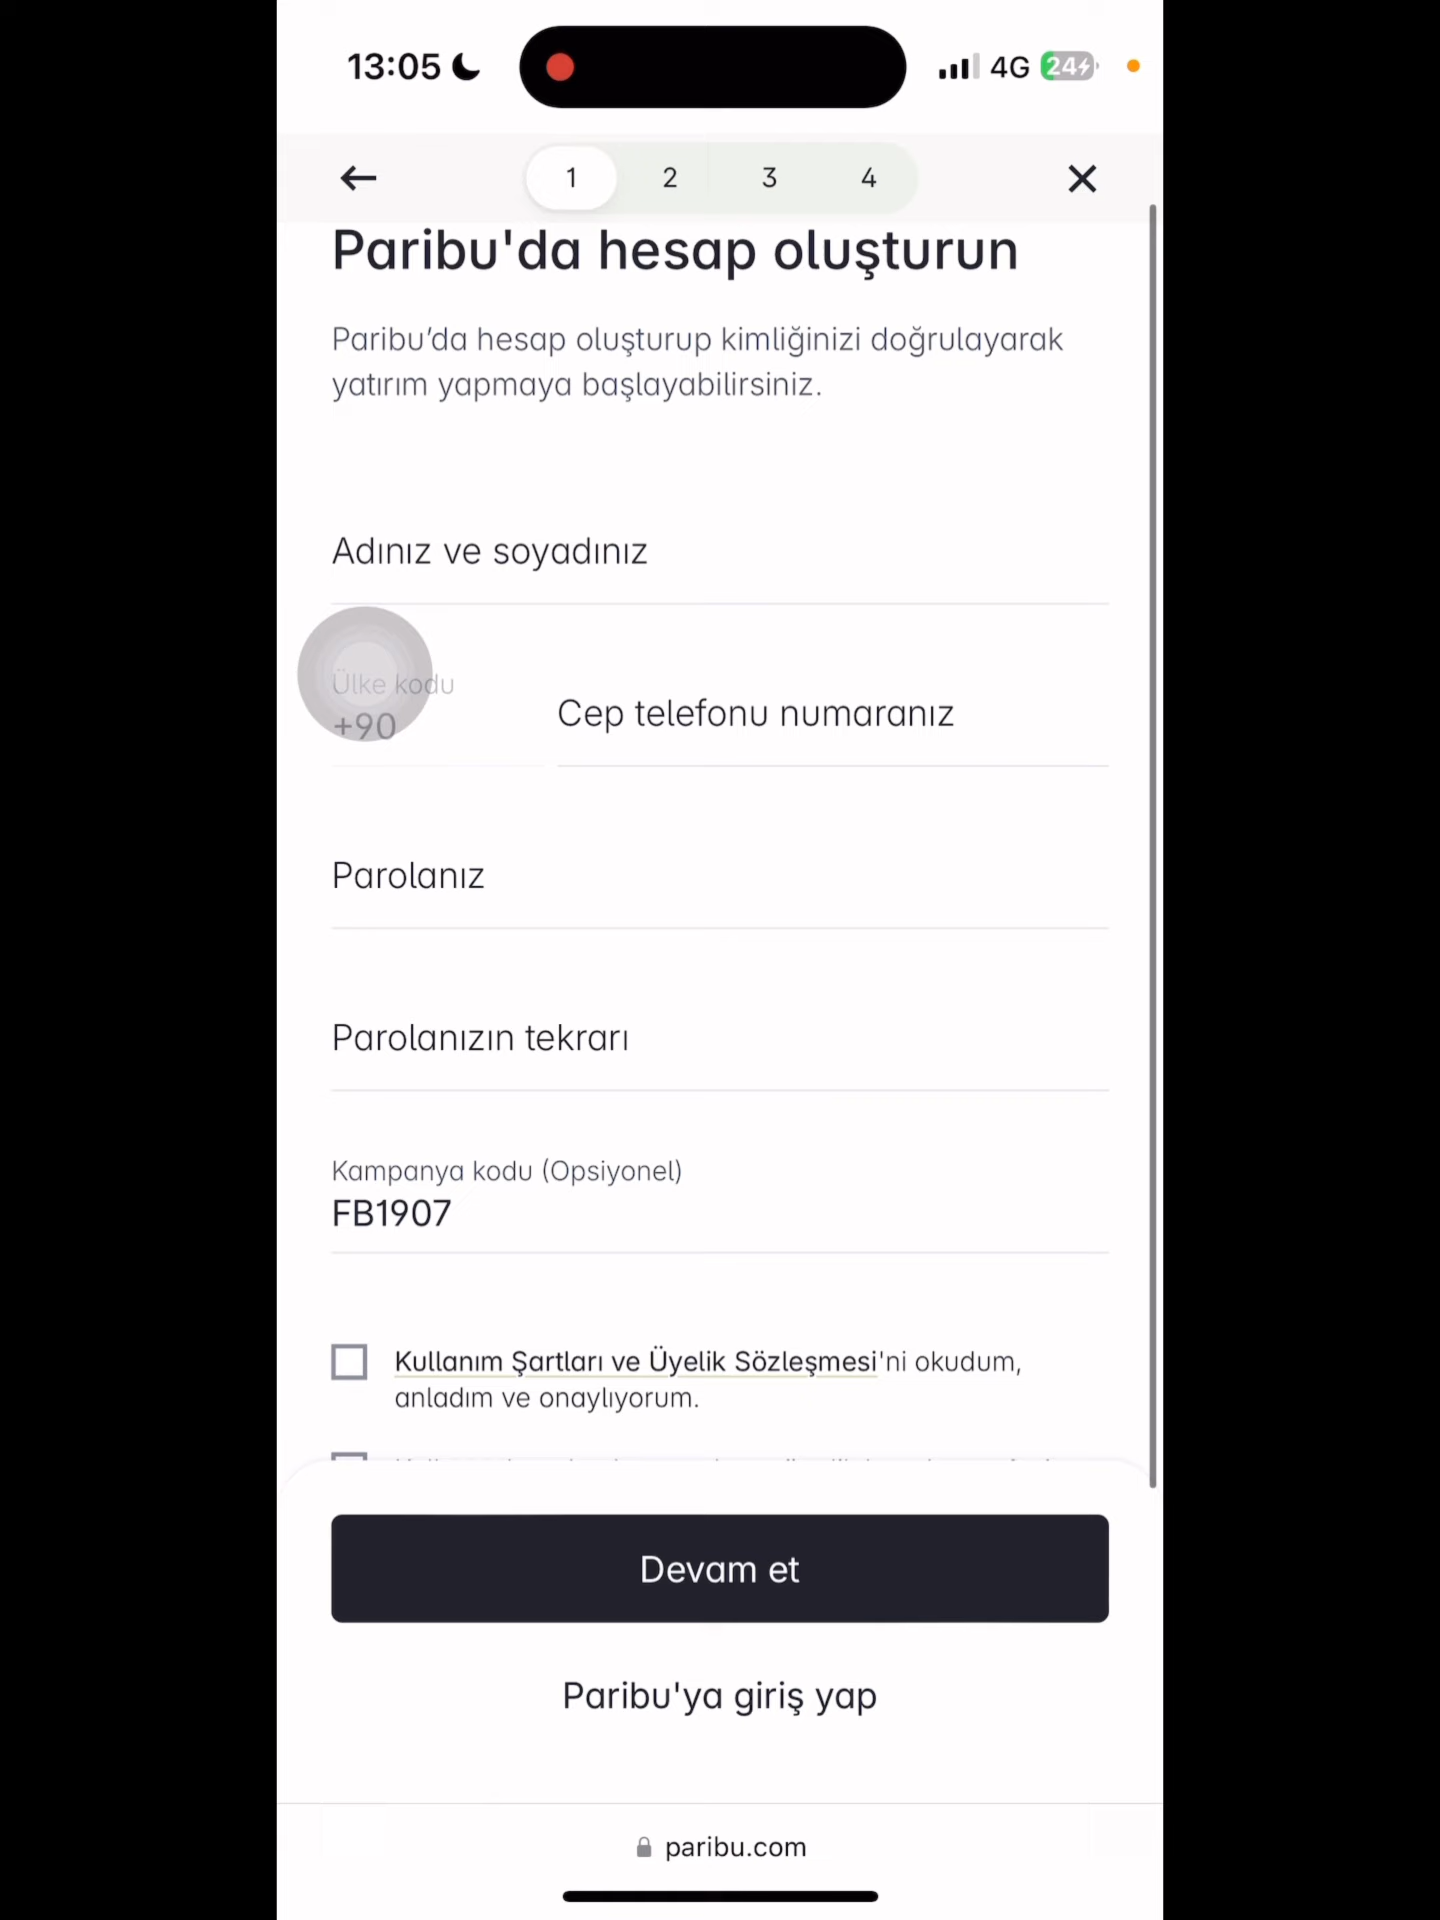 13:05
4G
24
1
2
3
4
Paribu'da hesap oluşturun
Paribu'da hesap oluşturup kimliğinizi doğrulayarak
yatırım yapmaya başlayabilirsiniz.
Adınız ve soyadınız
Ülke kodu
+90
Cep telefonu numaranız
Parolanız
Parolanızın tekrarı
Kampanya kodu (Opsiyonel)
FB1907
Kullanım Şartları ve Üyelik Sözleşmesi'ni okudum,
anladım ve onaylıyorum.
Devam et
Paribu'ya giriş yap
paribu.com